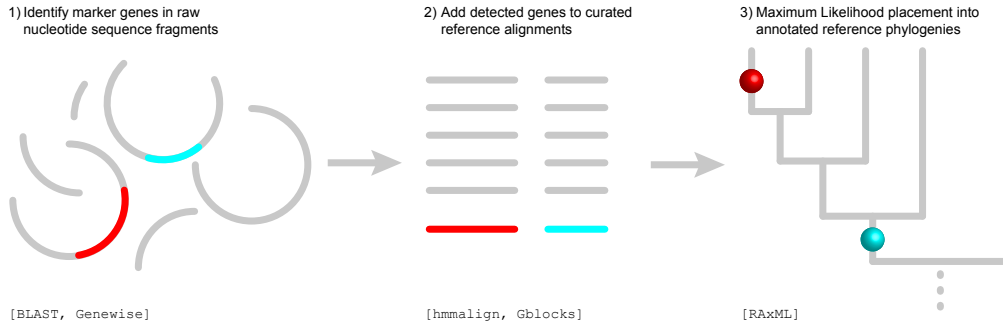 1) Identify marker genes in raw
nucleotide sequence fragments
2) Add detected genes to curated
reference alignments
3) Maximum Likelihood placement into
annotated reference phylogenies
[BLAST, Genewise]
[hmmalign, Gblocks]
[RAxML]